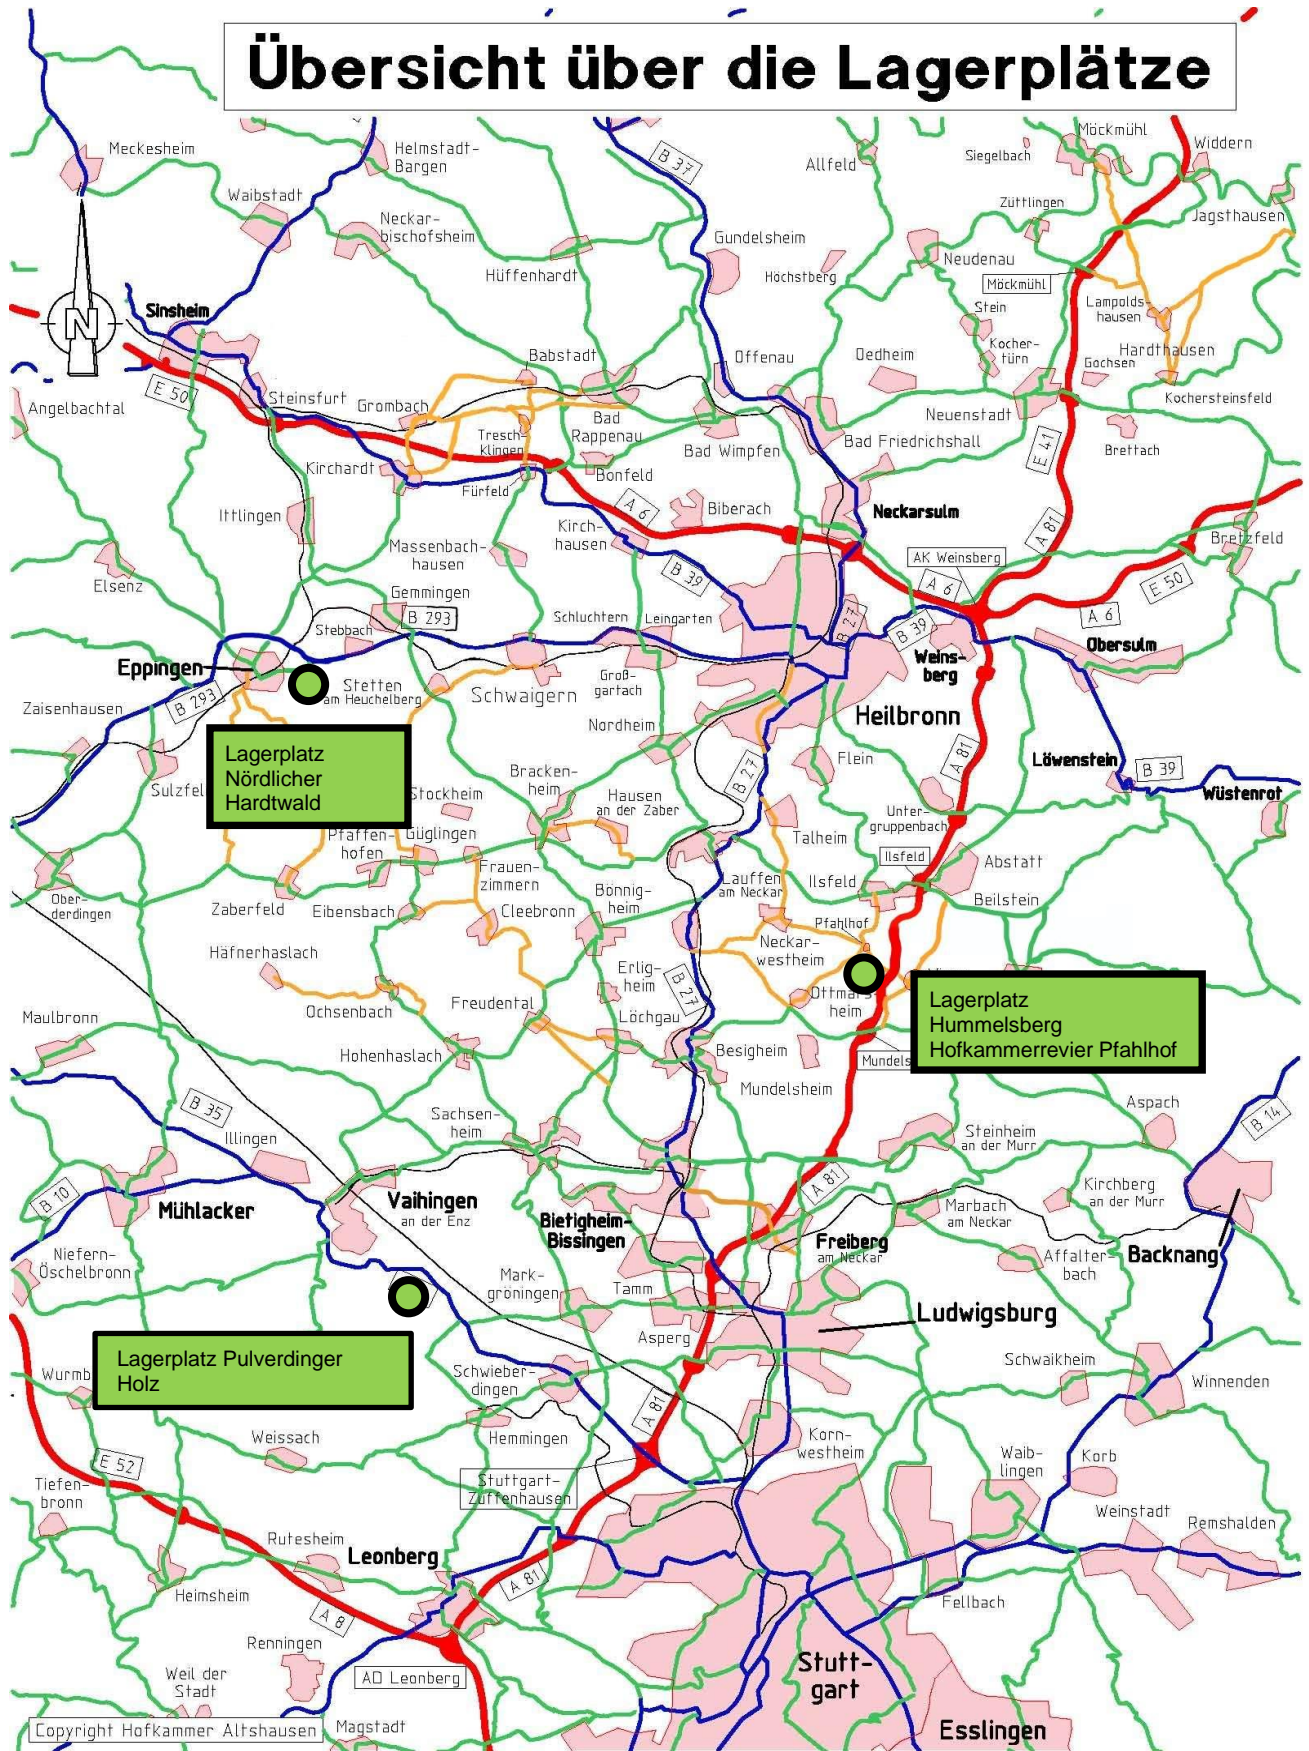 Übersicht über die Lagerplätze
Meckesheim
Helmstadt-
Bargen
B 37
Allfeld
Siegelbach
Möckmühl
Widdern
Waibstadt
Neckar-
bischofsheim
Züttlingen
Jagsthausen
Gundelsheim
Neudenau
Hüffenhardt
Höchstberg
Möckmühl
N
Sinsheim
Stein
Lampolds-
hausen
Babstadt
Offenau
Oedheim
Kocher-
türn
Gochsen
Hardthausen
E 50
Steinsfurt
Grombach
Angelbachtal
Bad
Rappenau
Neuenstadt
Kochersteinsfeld
Tresch-
Klingen
Bad Wimpfen
Bad Friedrichshall
Brettach
E 41
Kirchardt
Fürfeld
Bonfeld
Ittlingen
A 6
Biberach
Neckarsulm
Kirch-
hausen
A 81
Bretzfeld
Massenbach-
hausen
AK Weinsberg
Elsenz
B 39
A 6
E 50
Gemmingen
B 293
Schluchtern
Leingarten
B 27
B 39
A 6
Stebbach
Obersulm
Eppingen
Weins-
berg
Stetten
am Heuchelberg
Schwaigern
Groß-
gartach
Zaisenhausen
B 293
Nordheim
Heilbronn
Lagerplatz
Nördlicher
Hardtwald
Flein
A 81
Löwenstein
B 39
Wüstenrot
Sulzfel
Stockheim
Bracken-
heim
Hausen
an der Zaber
B 27
Unter-
gruppenbach
Talheim
Pfaffen-
hofen
Güglingen
Ilsfeld
Abstatt
Frauen-
zimmern
Lauffen
am Neckar
Ilsfeld
Ober-
derdingen
Zaberfeld
Eibensbach
Cleebronn
Bönnig-
heim
Beilstein
Pfahlhof
Häfnerhaslach
Neckar-
westheim
Erlig-
heim
B 27
Ottmars-
heim
Lagerplatz
Hummelsberg
Hofkammerrevier Pfahlhof
Ochsenbach
Freudental
Löchgau
Maulbronn
Hohenhaslach
Besigheim
Mundels
Mundelsheim
B 35
Illingen
Sachsen-
heim
Steinheim
an der Murr
Aspach
B 14
B 10
Mühlacker
Vaihingen
an der Enz
A 81
Kirchberg
an der Murr
Bietigheim-
Bissingen
Marbach
am Neckar
Freiberg
am Neckar
Affalter-
bach
Backnang
Niefern-
Öschelbronn
Mark-
gröningen
Tamm
Ludwigsburg
Asperg
Lagerplatz Pulverdinger
Holz
Wurmb
Schwieber-
dingen
Schwaikheim
Winnenden
A 81
Hemmingen
Weissach
Korn-
westheim
Waib-
lingen
Korb
E 52
Stuttgart-
Zuffenhausen
Tiefen-
bronn
Weinstadt
Remshalden
Rutesheim
Leonberg
A 81
Heimsheim
Fellbach
A 8
Renningen
Stutt-
gart
AD Leonberg
Weil der
Stadt
Copyright Hofkammer Altshausen
Magstadt
Esslingen